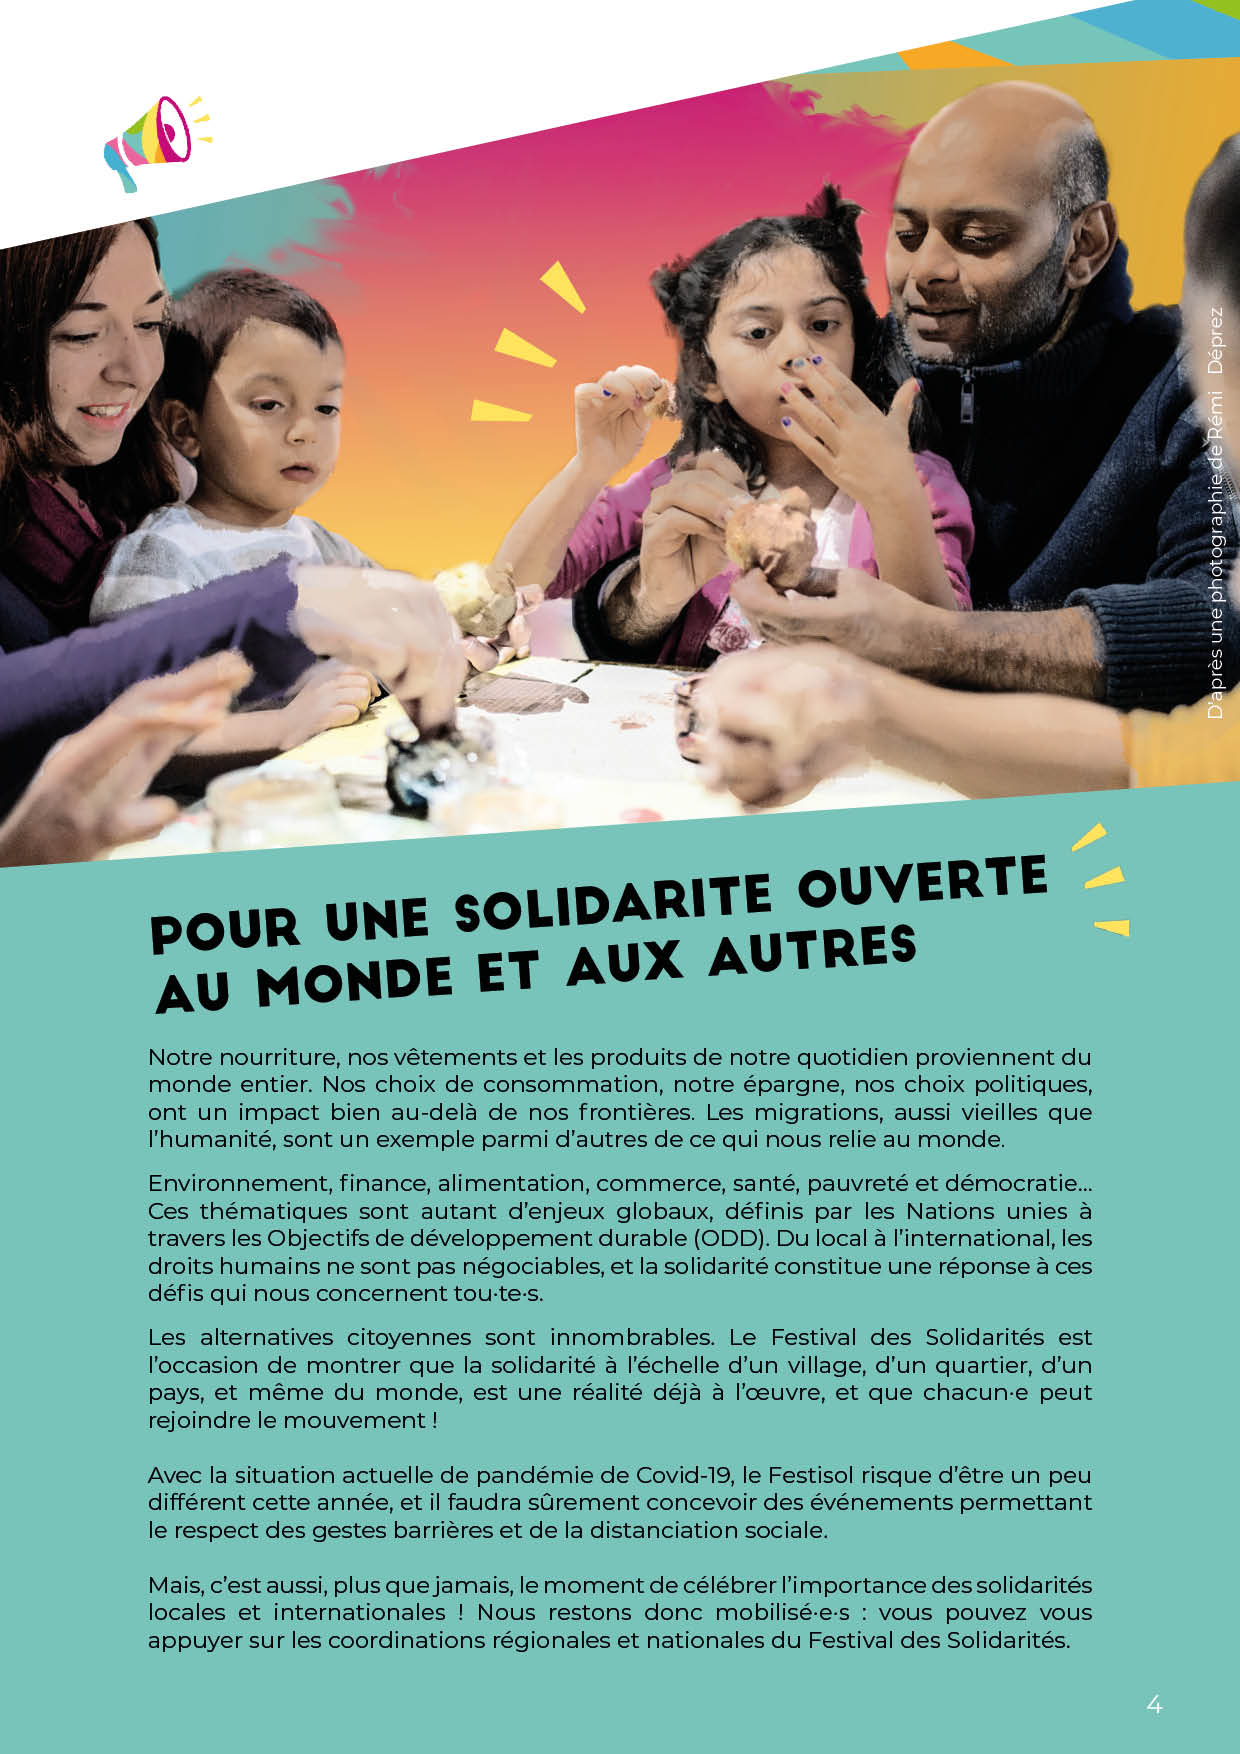 D'après une photographie de Rémi Déprez
POUR UNE SOLIDARITE OUVERTE
AU MONDE ET AUX AUTRES
Notre nourriture, nos vêtements et les produits de notre quotidien proviennent du
monde entier. Nos choix de consommation, notre épargne, nos choix politiques,
ont un impact bien au-delà de nos frontières. Les migrations, aussi vieilles que
l'humanité, sont un exemple parmi d'autres de ce qui nous relie au monde.
Environnement, finance, alimentation, commerce, santé, pauvreté et démocratie...
Ces thématiques sont autant d'enjeux globaux, définis par les Nations unies à
travers les Objectifs de développement durable (ODD). Du local à l'international, les
droits humains ne sont pas négociables, et la solidarité constitue une réponse à ces
défis qui nous concernent tou·te·s.
Les alternatives citoyennes sont innombrables. Le Festival des Solidarités est
l'occasion de montrer que la solidarité à l'échelle d'un village, d'un quartier, d'un
pays, et même du monde, est une réalité déjà à l'œuvre, et que chacun·e peut
rejoindre le mouvement !
Avec la situation actuelle de pandémie de Covid-19, le Festisol risque d'être un peu
différent cette année, et il faudra sûrement concevoir des événements permettant
le respect des gestes barrières et de la distanciation sociale.
Mais, c'est aussi, plus que jamais, le moment de célébrer l'importance des solidarités
locales et internationales ! Nous restons donc mobilisé·e·s : vous pouvez vous
appuyer sur les coordinations régionales et nationales du Festival des Solidarités.
4